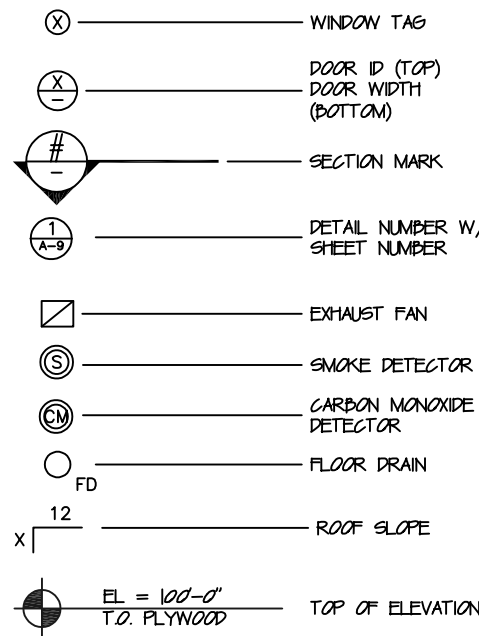 X WINDOW TAG
X
- DOOR ID (TOP)
DOOR WIDTH
(BOTTOM)
#
- SECTION MARK
1
A-9
DETAIL NUMBER W/
SHEET NUMBER
EXHAUST FAN
S SMOKE DETECTOR
CM CARBON MONOXIDE
DETECTOR
FLOOR DRAIN
FD
12
X ROOF SLOPE
EL = 100'-0"
T.O. PLYWOOD
TOP OF ELEVATION